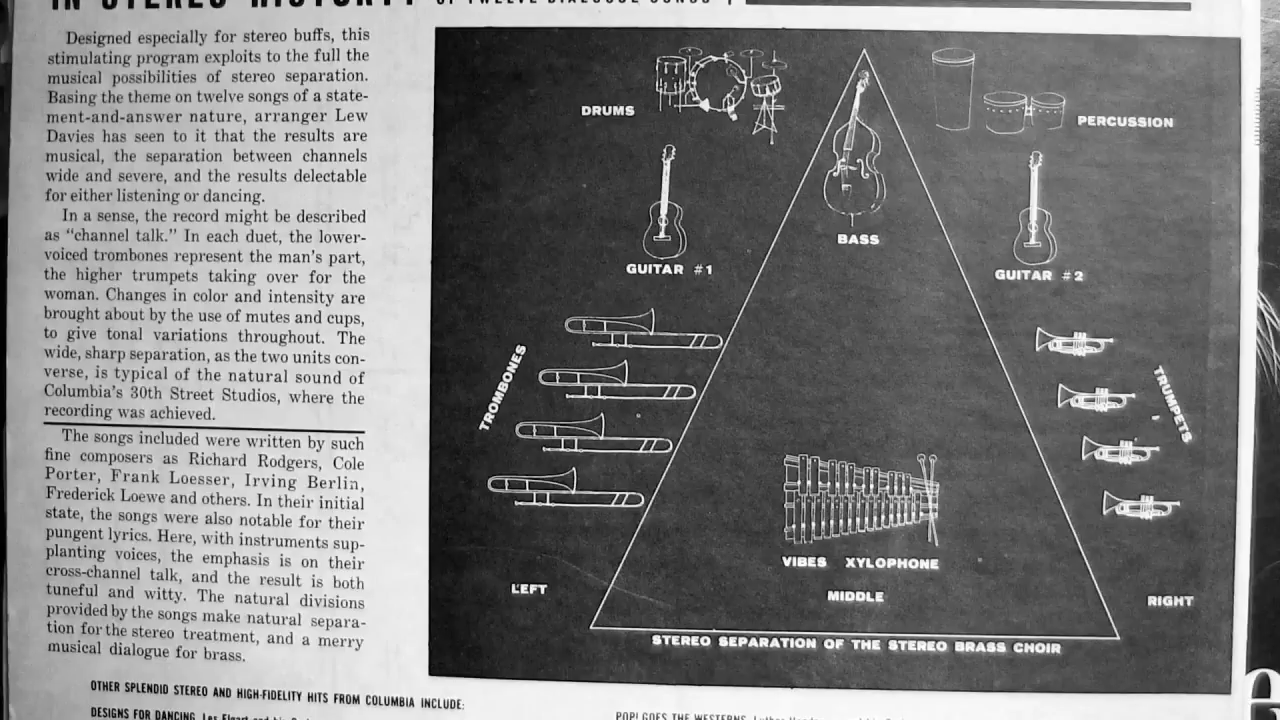 IN STEREO HISTORY! OF TWELVE DIALOGUE SONGS
Designed especially for stereo buffs, this
stimulating program exploits to the full the
musical possibilities of stereo separation.
Basing the theme on twelve songs of a state-
ment-and-answer nature, arranger Lew
Davies has seen to it that the results are
musical, the separation between channels
wide and severe, and the results delectable
for either listening or dancing.
In a sense, the record might be described
as “channel talk.” In each duet, the lower-
voiced trombones represent the man's part,
the higher trumpets taking over for the
woman. Changes in color and intensity are
brought about by the use of mutes and cups,
to give tonal variations throughout. The
wide, sharp separation, as the two units con-
verse, is typical of the natural sound of
Columbia's 30th Street Studios, where the
recording was achieved.
The songs included were written by such
fine composers as Richard Rodgers, Cole
Porter, Frank Loesser, Irving Berlin,
Frederick Loewe and others. In their initial
state, the songs were also notable for their
pungent lyrics. Here, with instruments sup-
planting voices, the emphasis is on their
cross-channel talk, and the result is both
tuneful and witty. The natural divisions
provided by the songs make natural separa-
tion for the stereo treatment, and a merry
musical dialogue for brass.
DRUMS
PERCUSSION
BASS
GUITAR #1
GUITAR #2
TROMBONES
TRUMPETS
VIBES XYLOPHONE
LEFT
MIDDLE
RIGHT
STEREO SEPARATION OF THE STEREO BRASS CHOIR
OTHER SPLENDID STEREO AND HIGH-FIDELITY HITS FROM COLUMBIA INCLUDE:
DESIGNS FOR DANCING Les Elgart and his
POP! GOES THE WESTERNS